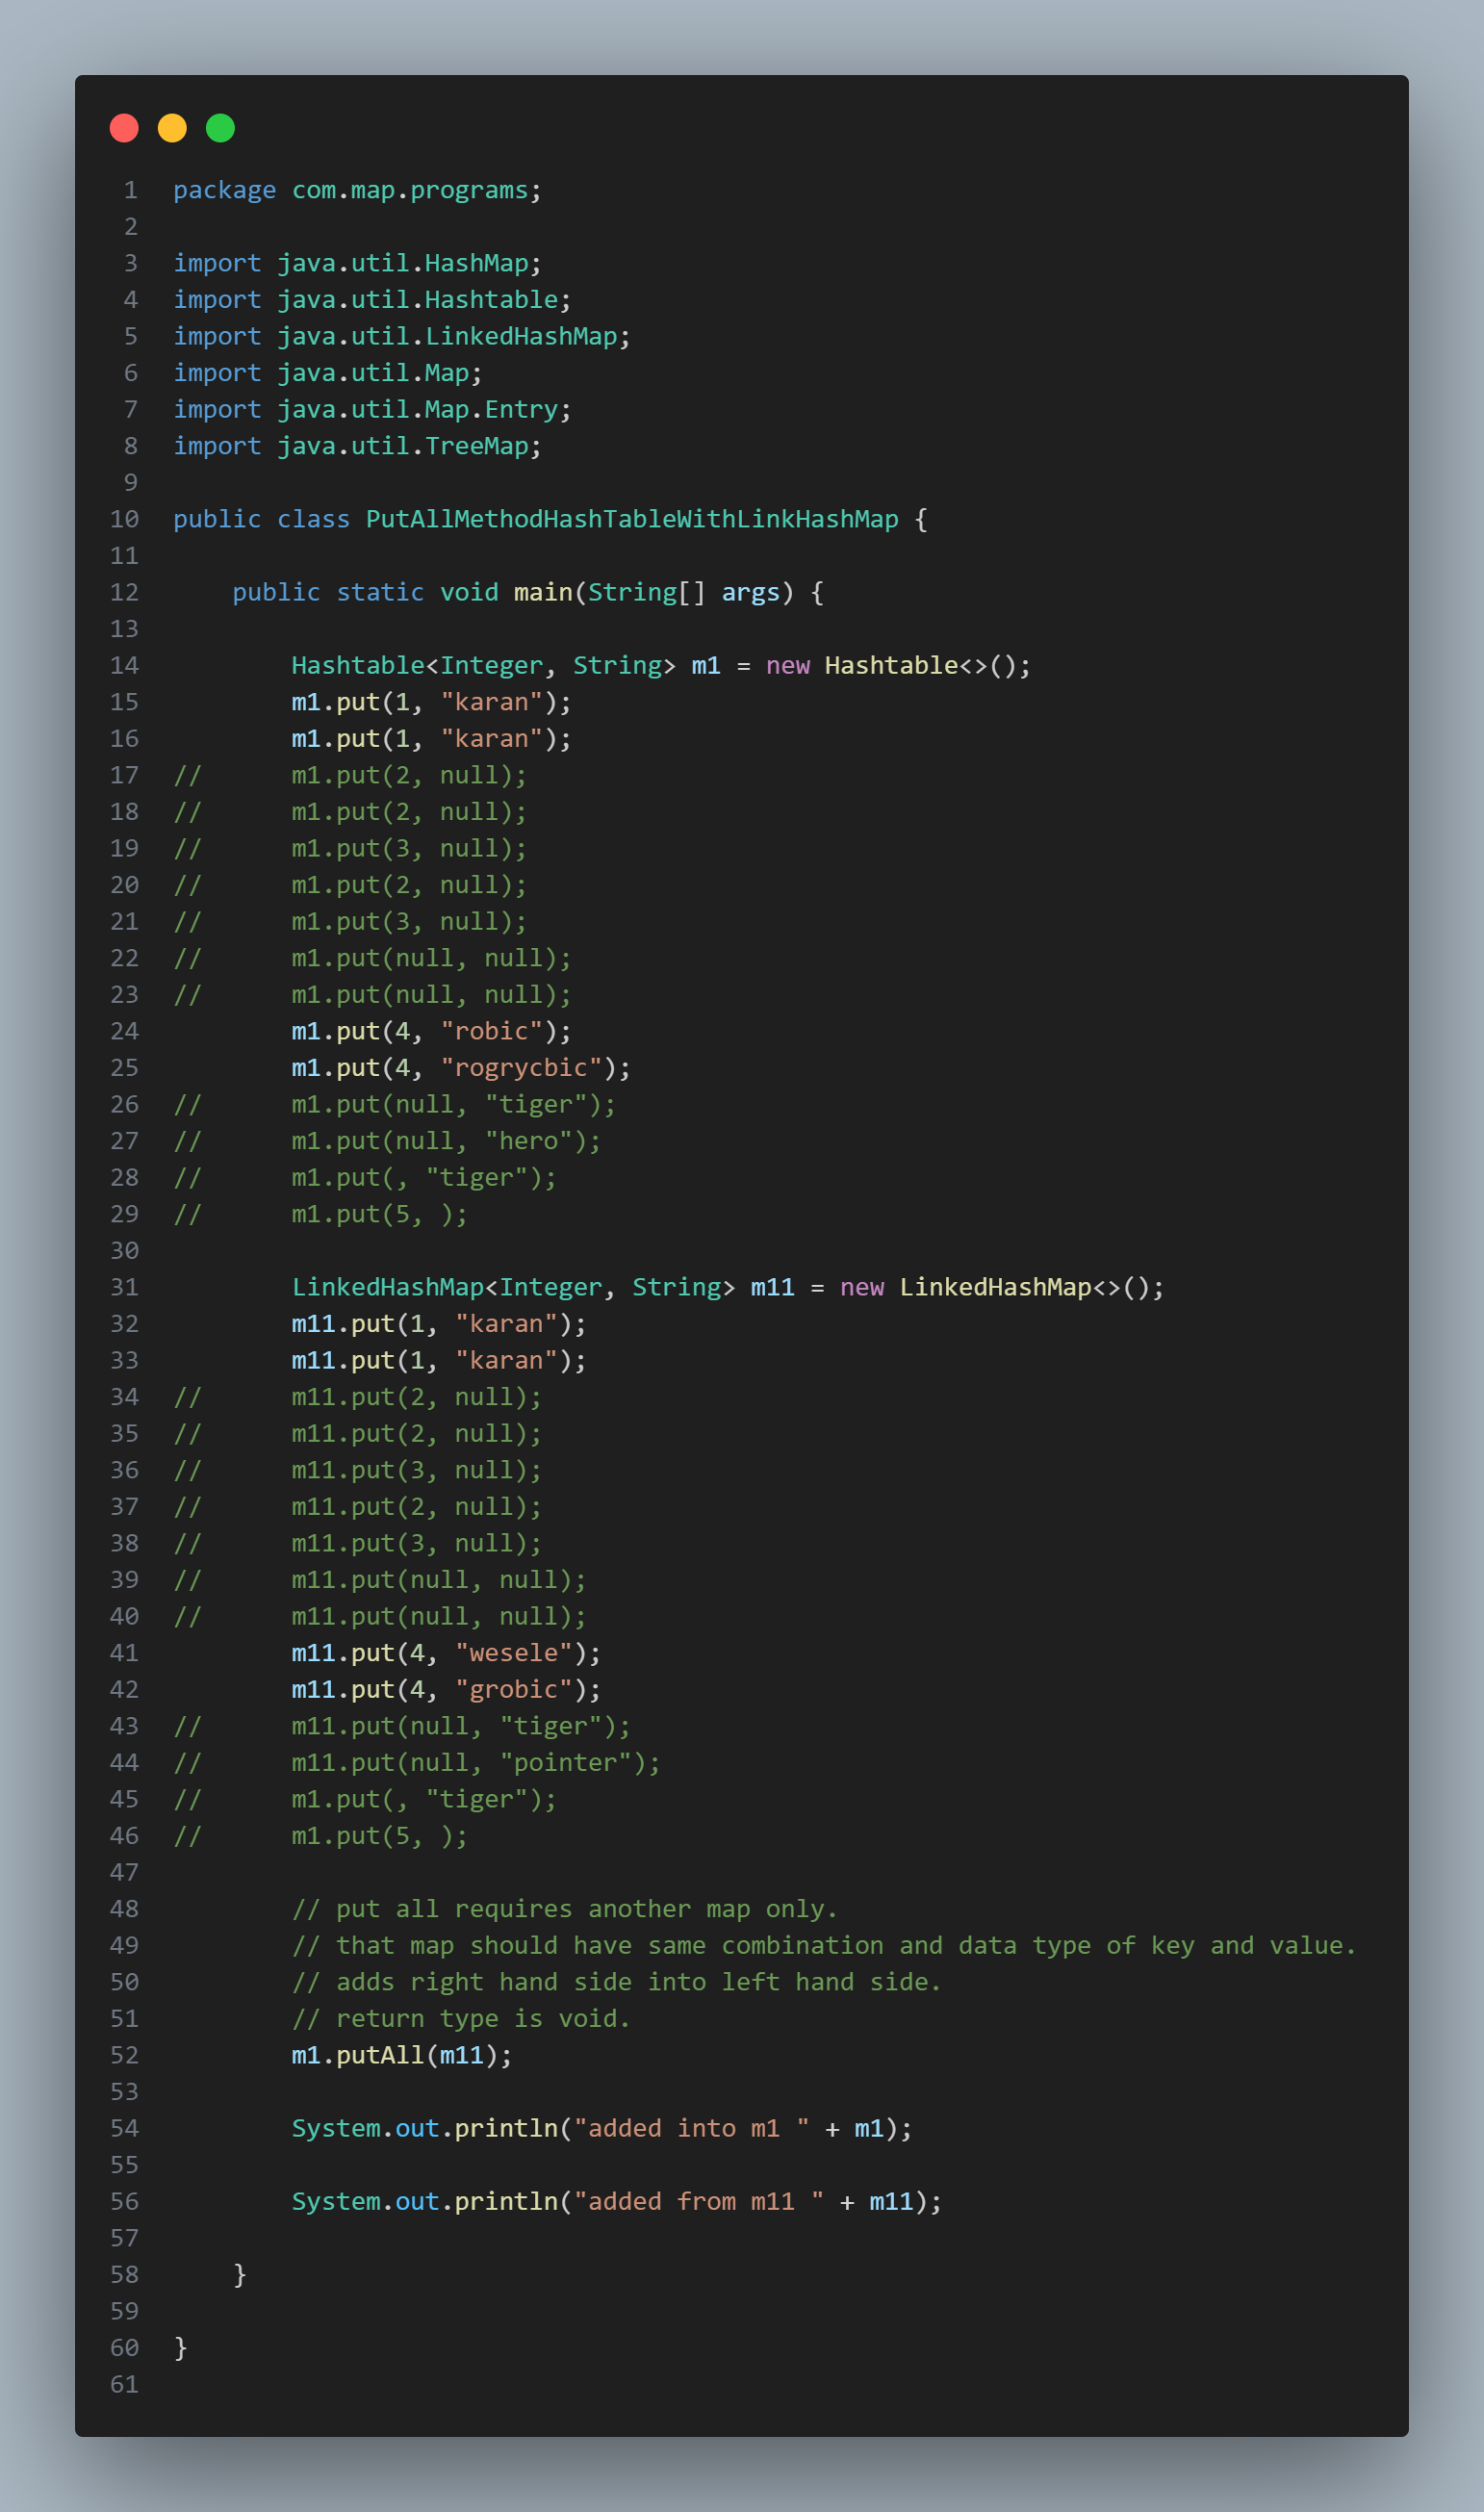 1 package com.map.programs;
2
3 import java.util.HashMap;
4 import java.util.Hashtable;
5 import java.util.LinkedHashMap;
6 import java.util.Map;
7 import java.util.Map.Entry;
8 import java.util.TreeMap;
9
10 public class PutAllMethodHashTableWithLinkHashMap {
11
12     public static void main(String[] args) {
13
14         Hashtable<Integer, String> m1 = new Hashtable<>();
15         m1.put(1, "karan");
16         m1.put(1, "karan");
17 //      m1.put(2, null);
18 //      m1.put(2, null);
19 //      m1.put(3, null);
20 //      m1.put(2, null);
21 //      m1.put(3, null);
22 //      m1.put(null, null);
23 //      m1.put(null, null);
24         m1.put(4, "robic");
25         m1.put(4, "rogrycbic");
26 //      m1.put(null, "tiger");
27 //      m1.put(null, "hero");
28 //      m1.put(, "tiger");
29 //      m1.put(5, );
30
31         LinkedHashMap<Integer, String> m11 = new LinkedHashMap<>();
32         m11.put(1, "karan");
33         m11.put(1, "karan");
34 //      m11.put(2, null);
35 //      m11.put(2, null);
36 //      m11.put(3, null);
37 //      m11.put(2, null);
38 //      m11.put(3, null);
39 //      m11.put(null, null);
40 //      m11.put(null, null);
41         m11.put(4, "wesele");
42         m11.put(4, "grobic");
43 //      m11.put(null, "tiger");
44 //      m11.put(null, "pointer");
45 //      m1.put(, "tiger");
46 //      m1.put(5, );
47
48         // put all requires another map only.
49         // that map should have same combination and data type of key and value.
50         // adds right hand side into left hand side.
51         // return type is void.
52         m1.putAll(m11);
53
54         System.out.println("added into m1 " + m1);
55
56         System.out.println("added from m11 " + m11);
57
58     }
59
60 }
61